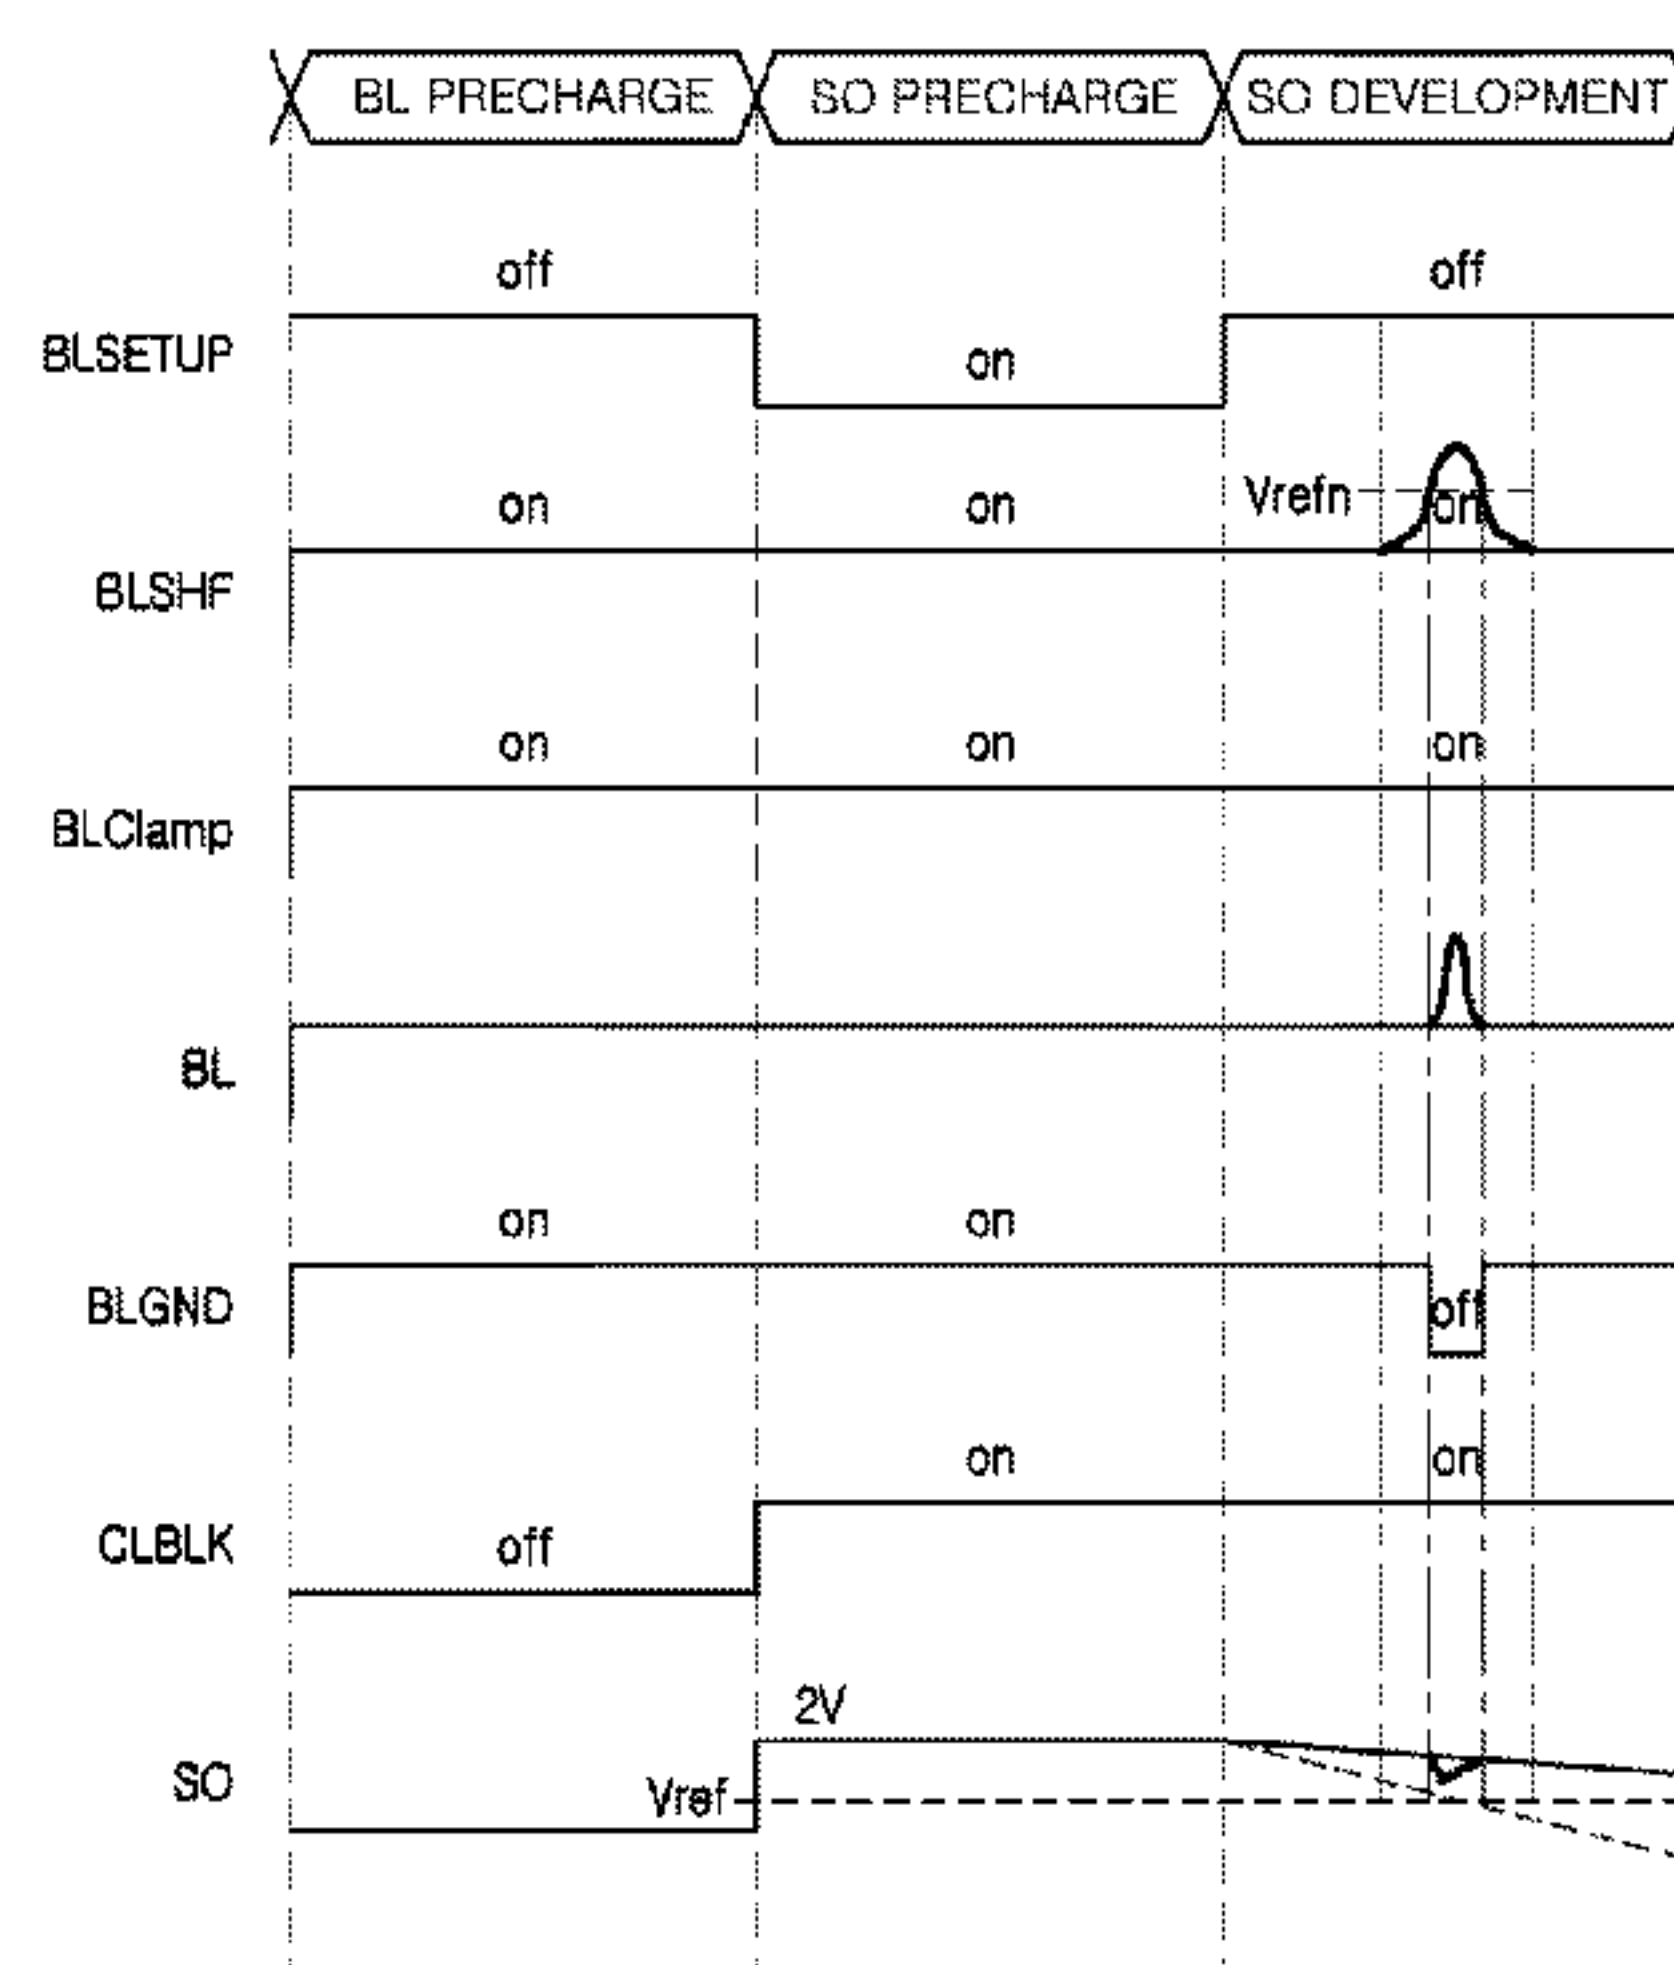 BL PRECHARGE SO PRECHARGE SO DEVELOPMENT
off off
BLSETUP on
on on Vrefn on
BLSHF
on on on
BLClamp
BL
on on
BLGND off
on on
CLBLK off
2V
SO Vref